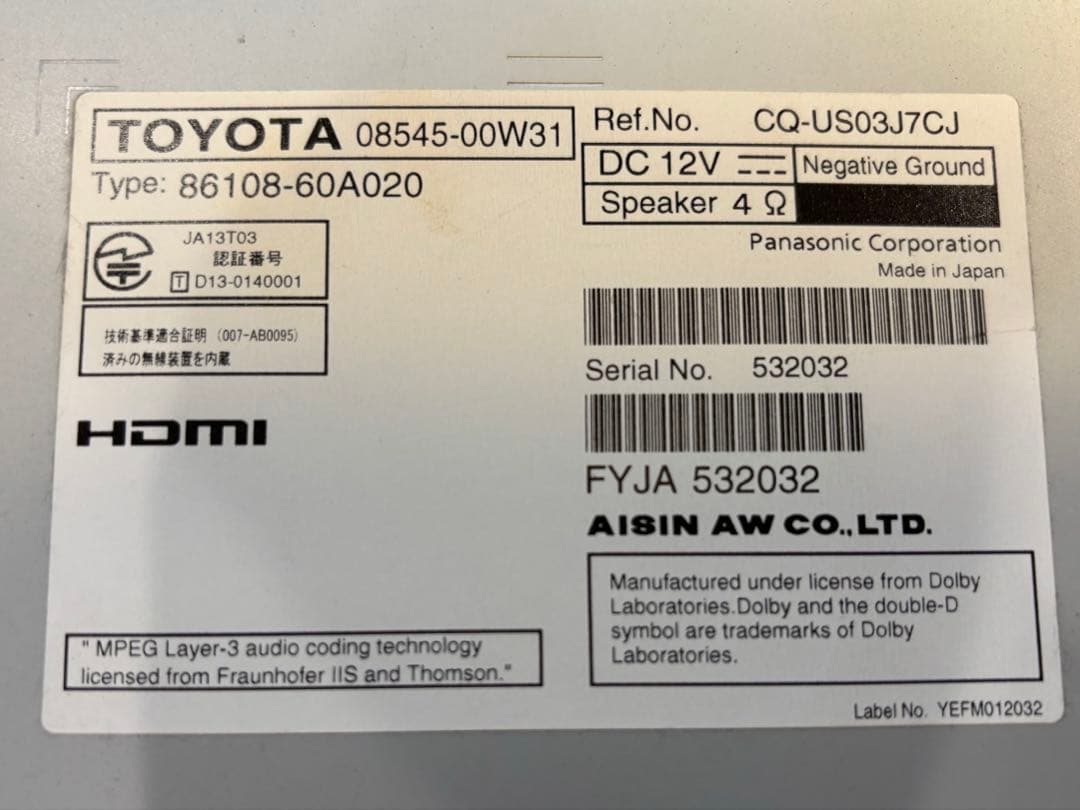 TOYOTA 08545-00W31
Type: 86108-60A020
JA13T03
認証番号
T D13-0140001
技術基準適合証明 (007-AB0095)
済みの無線装置を内蔵
HDMI
" MPEG Layer-3 audio coding technology
licensed from Fraunhofer IIS and Thomson."
Ref.No. CQ-US03J7CJ
DC 12V Negative Ground
Speaker 4 Ω
Panasonic Corporation
Made in Japan
Serial No. 532032
FYJA 532032
AISIN AW CO.,LTD.
Manufactured under license from Dolby
Laboratories.Dolby and the double-D
symbol are trademarks of Dolby
Laboratories.
Label No. YEFM012032